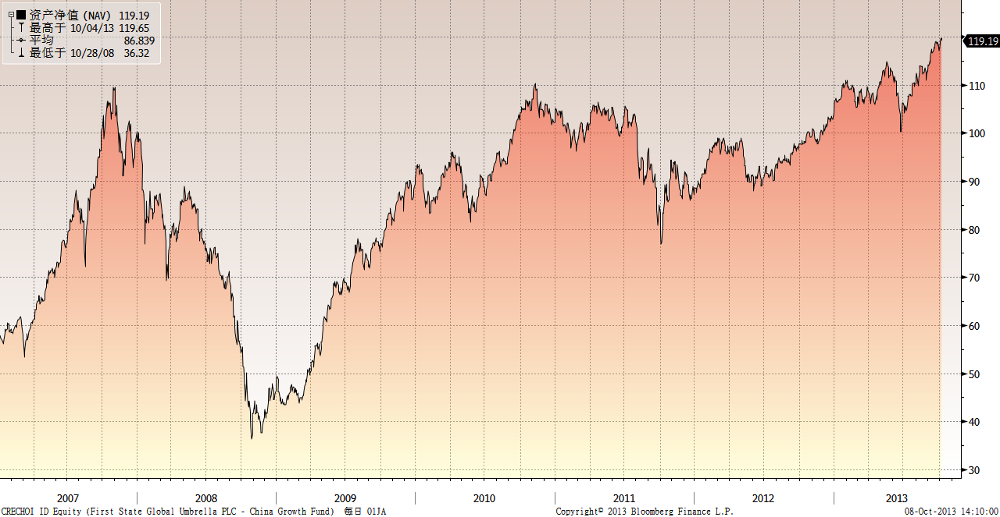 资产净值 (NAV) 119.19
最高于 10/04/13 119.65
平均 86.839
最低于 10/28/08 36.32
119.19
110
100
90
80
70
60
50
40
30
2007 2008 2009 2010 2011 2012 2013
CRECHOI ID Equity (First State Global Umbrella PLC - China Growth Fund) 每日 01JA Copyright© 2013 Bloomberg Finance L.P. 08-Oct-2013 14:10:00